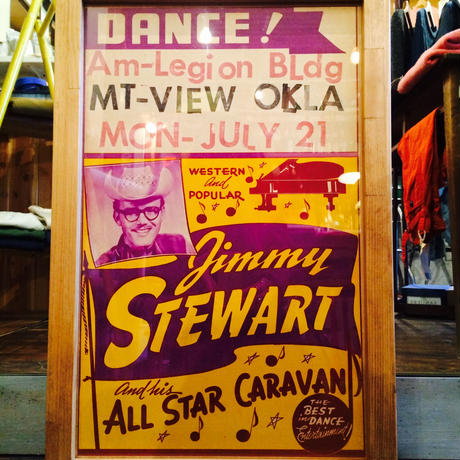 DANCE!
Am-Legion BLdg
MT-VIEW OKLA
MON-JULY 21
WESTERN
and
POPULAR
Jimmy
STEWART
And his
ALL STAR CARAVAN
THE
BEST
in DANCE
Entertainment!